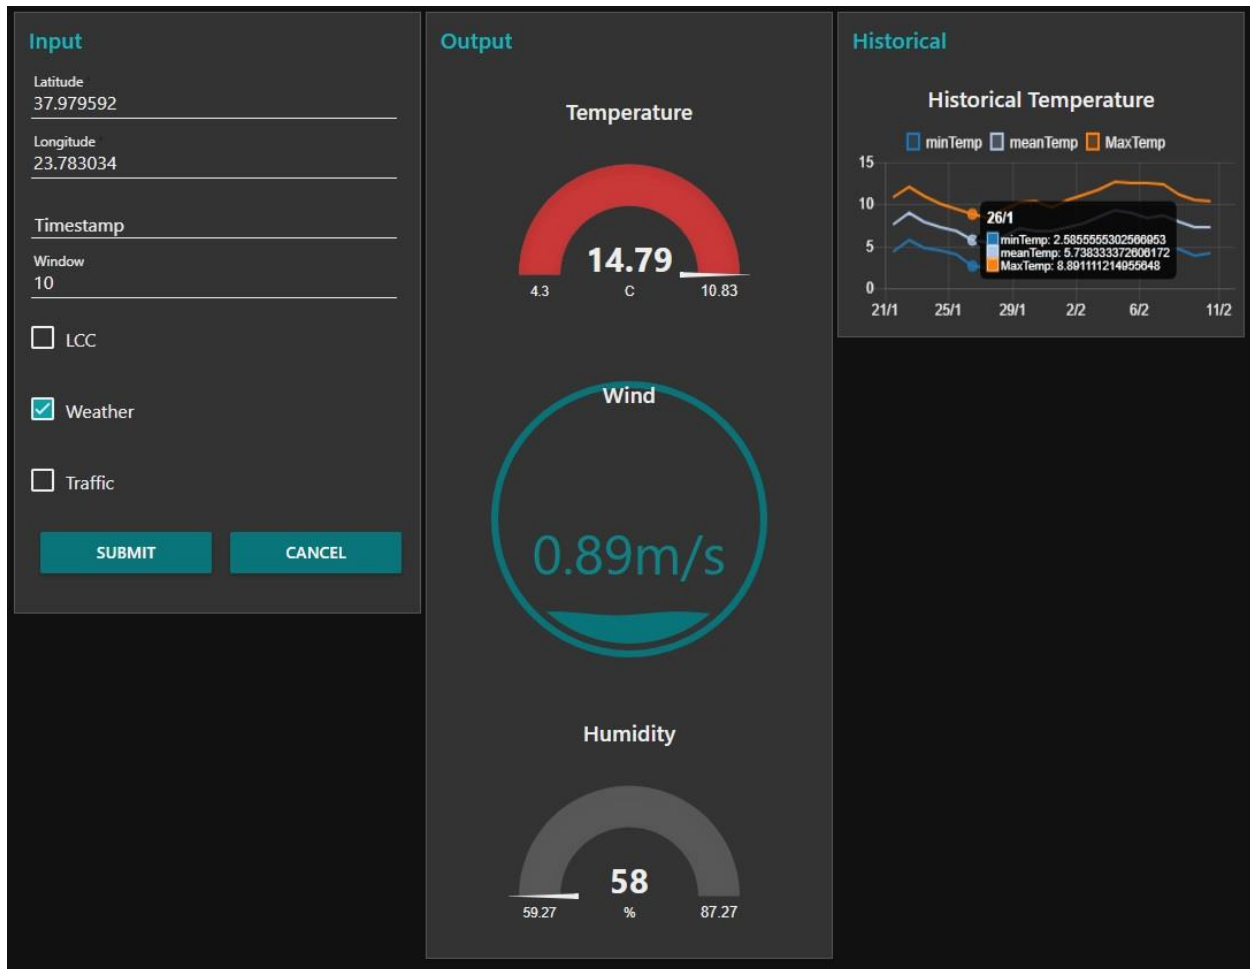 Input
Latitude
37.979592
Longitude
23.783034
Timestamp
Window
10
LCC
Weather
Traffic
SUBMIT CANCEL
Output
Temperature
14.79
4.3 C 10.83
Wind
0.89m/s
Humidity
58
59.27 % 87.27
Historical
Historical Temperature
minTemp meanTemp MaxTemp
15
10
5
0
26/1
minTemp: 2.5855555302566953
meanTemp: 5.738333372606172
MaxTemp: 8.891111214955648
21/1 25/1 29/1 2/2 6/2 11/2